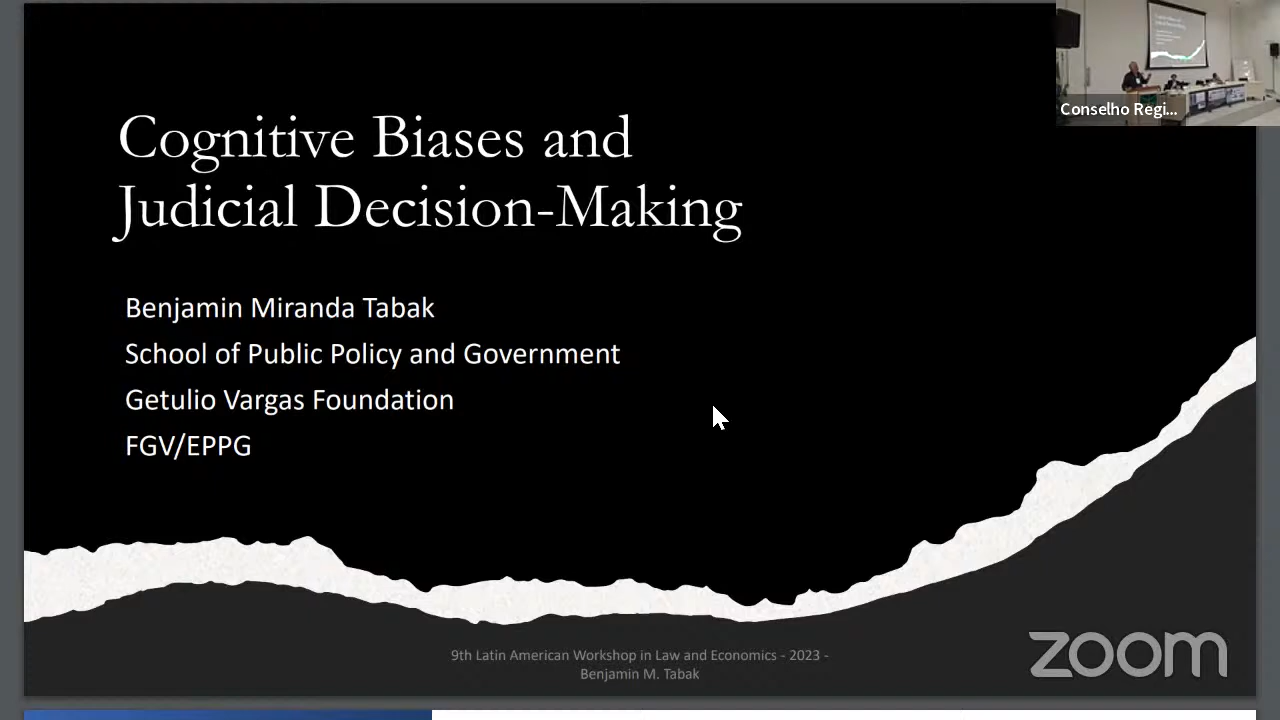 Cognitive Biases and
Judicial Decision-Making
Benjamin Miranda Tabak
School of Public Policy and Government
Getulio Vargas Foundation
FGV/EPPG
9th Latin American Workshop in Law and Economics - 2023 -
Benjamin M. Tabak
Conselho Regi...
zoom